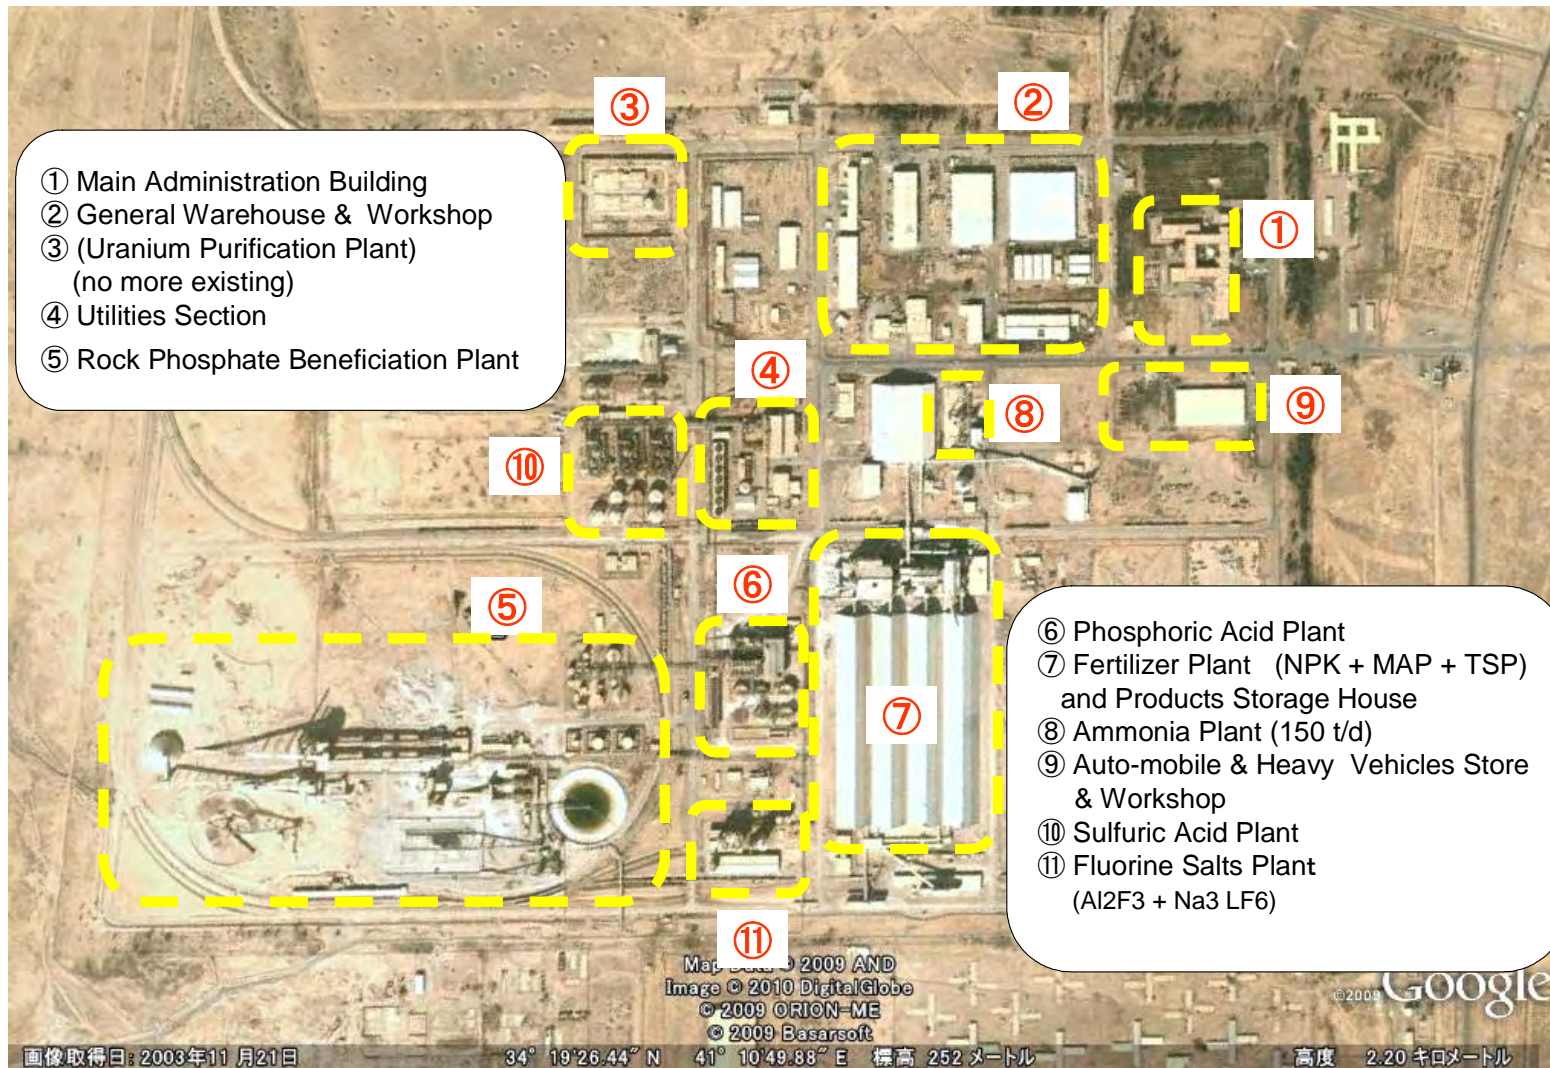 ③
②
① Main Administration Building
② General Warehouse & Workshop
③ (Uranium Purification Plant)
(no more existing)
④ Utilities Section
⑤ Rock Phosphate Beneficiation Plant
①
④
⑧
⑨
⑩
⑥
⑤
⑦
⑥ Phosphoric Acid Plant
⑦ Fertilizer Plant (NPK + MAP + TSP)
and Products Storage House
⑧ Ammonia Plant (150 t/d)
⑨ Auto-mobile & Heavy Vehicles Store
& Workshop
⑩ Sulfuric Acid Plant
⑪ Fluorine Salts Plant
(Al2F3 + Na3 LF6)
⑪
Map Data © 2009 AND
Image © 2010 DigitalGlobe
© 2009 ORION-ME
© 2009 Basarsoft
©2009 Google
画像取得日: 2003年11月21日 34° 19'26.44" N 41° 10'49.88" E 標高 252 メートル 高度 2.20 キロメートル